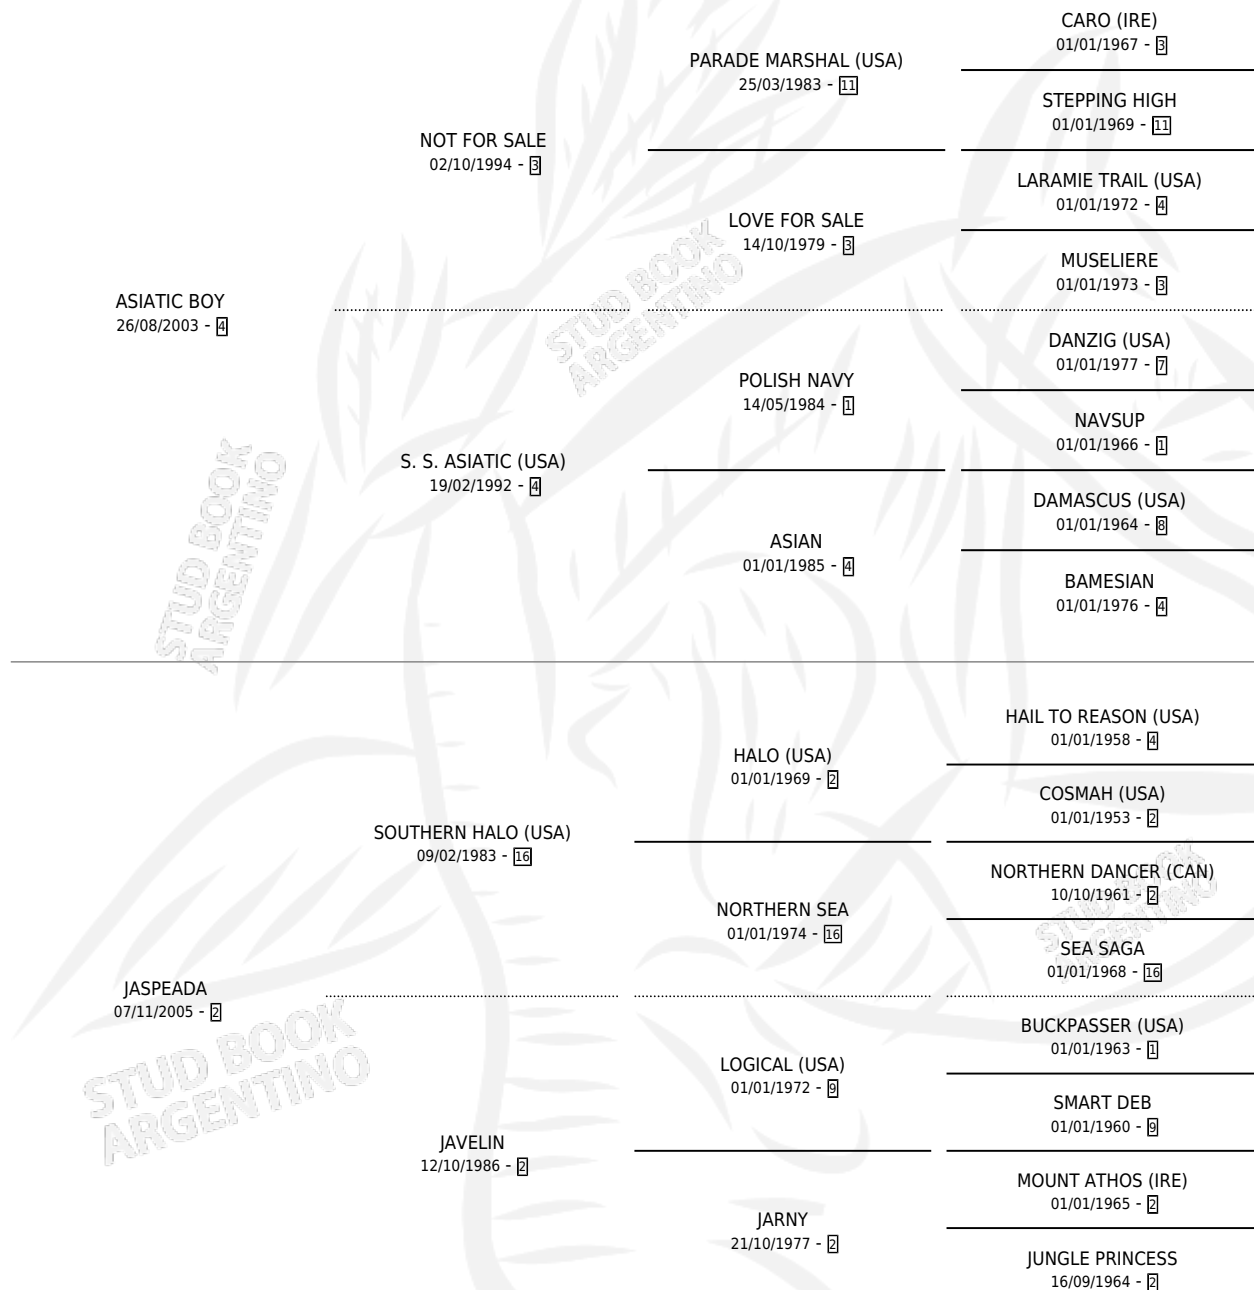 CARO (IRE)
01/01/1967 - 3
PARADE MARSHAL (USA)
25/03/1983 - 11
STEPPING HIGH
01/01/1969 - 11
NOT FOR SALE
02/10/1994 - 3
LARAMIE TRAIL (USA)
01/01/1972 - 4
LOVE FOR SALE
14/10/1979 - 3
MUSELIERE
01/01/1973 - 3
ASIATIC BOY
26/08/2003 - 4
STUD BOOK
ARGENTINO
DANZIG (USA)
01/01/1977 - 7
POLISH NAVY
14/05/1984 - 1
NAVSUP
01/01/1966 - 1
S. S. ASIATIC (USA)
19/02/1992 - 4
DAMASCUS (USA)
01/01/1964 - 8
ASIAN
01/01/1985 - 4
BAMESIAN
01/01/1976 - 4
STUD BOOK
ARGENTINO
HAIL TO REASON (USA)
01/01/1958 - 4
HALO (USA)
01/01/1969 - 2
COSMAH (USA)
01/01/1953 - 2
SOUTHERN HALO (USA)
09/02/1983 - 16
NORTHERN DANCER (CAN)
10/10/1961 - 2
NORTHERN SEA
01/01/1974 - 16
STUD BOOK
ARGENTINO
SEA SAGA
01/01/1968 - 16
JASPEADA
07/11/2005 - 2
STUD BOOK
ARGENTINO
BUCKPASSER (USA)
01/01/1963 - 1
LOGICAL (USA)
01/01/1972 - 9
SMART DEB
01/01/1960 - 9
JAVELIN
12/10/1986 - 2
MOUNT ATHOS (IRE)
01/01/1965 - 2
JARNY
21/10/1977 - 2
JUNGLE PRINCESS
16/09/1964 - 2